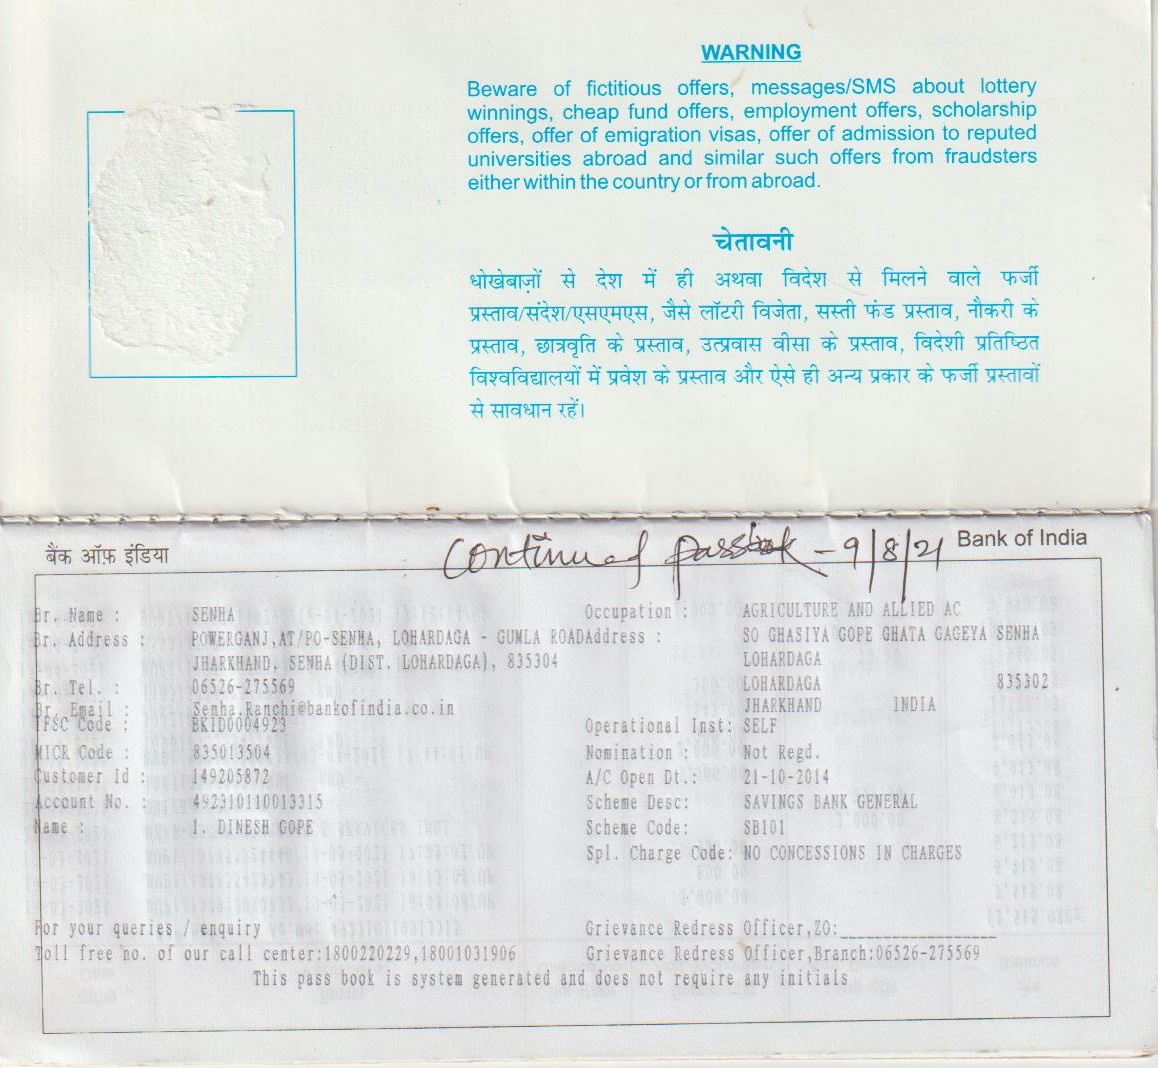 WARNING
Beware of fictitious offers, messages/SMS about lottery
winnings, cheap fund offers, employment offers, scholarship
offers, offer of emigration visas, offer of admission to reputed
universities abroad and similar such offers from fraudsters
either within the country or from abroad.
चेतावनी
धोखेबाज़ों से देश में ही अथवा विदेश से मिलने वाले फर्जी
प्रस्ताव/संदेश/एसएमएस, जैसे लॉटरी विजेता, सस्ती फंड प्रस्ताव, नौकरी के
प्रस्ताव, छात्रवृति के प्रस्ताव, उत्प्रवास वीसा के प्रस्ताव, विदेशी प्रतिष्ठित
विश्वविद्यालयों में प्रवेश के प्रस्ताव और ऐसे ही अन्य प्रकार के फर्जी प्रस्तावों
से सावधान रहें।
बैंक ऑफ़ इंडिया Continue of passbook - 9/8/21 Bank of India
Br. Name : SENHA Occupation : AGRICULTURE AND ALLIED AC
Br. Address : POWERGANJ,AT/PO-SENHA, LOHARDAGA - GUMLA ROADAddress : SO GHASIYA GOPE GHATA GAGEYA SENHA
JHARKHAND, SENHA (DIST. LOHARDAGA), 835304 LOHARDAGA
Br. Tel. : 06526-275569 LOHARDAGA 835302
Br. Email : Senha.Ranchi@bankofindia.co.in JHARKHAND INDIA
IFSC Code : BKID0004923 Operational Inst: SELF
MICR Code : 835013504 Nomination : Not Regd.
Customer Id : 149205872 A/C Open Dt.: 21-10-2014
Account No. : 492310110013315 Scheme Desc: SAVINGS BANK GENERAL
Name : 1. DINESH GOPE Scheme Code: SB101
Spl. Charge Code: NO CONCESSIONS IN CHARGES
For your queries / enquiry Grievance Redress Officer,ZO:
Toll free no. of our call center:1800220229,18001031906 Grievance Redress Officer,Branch:06526-275569
This pass book is system generated and does not require any initials